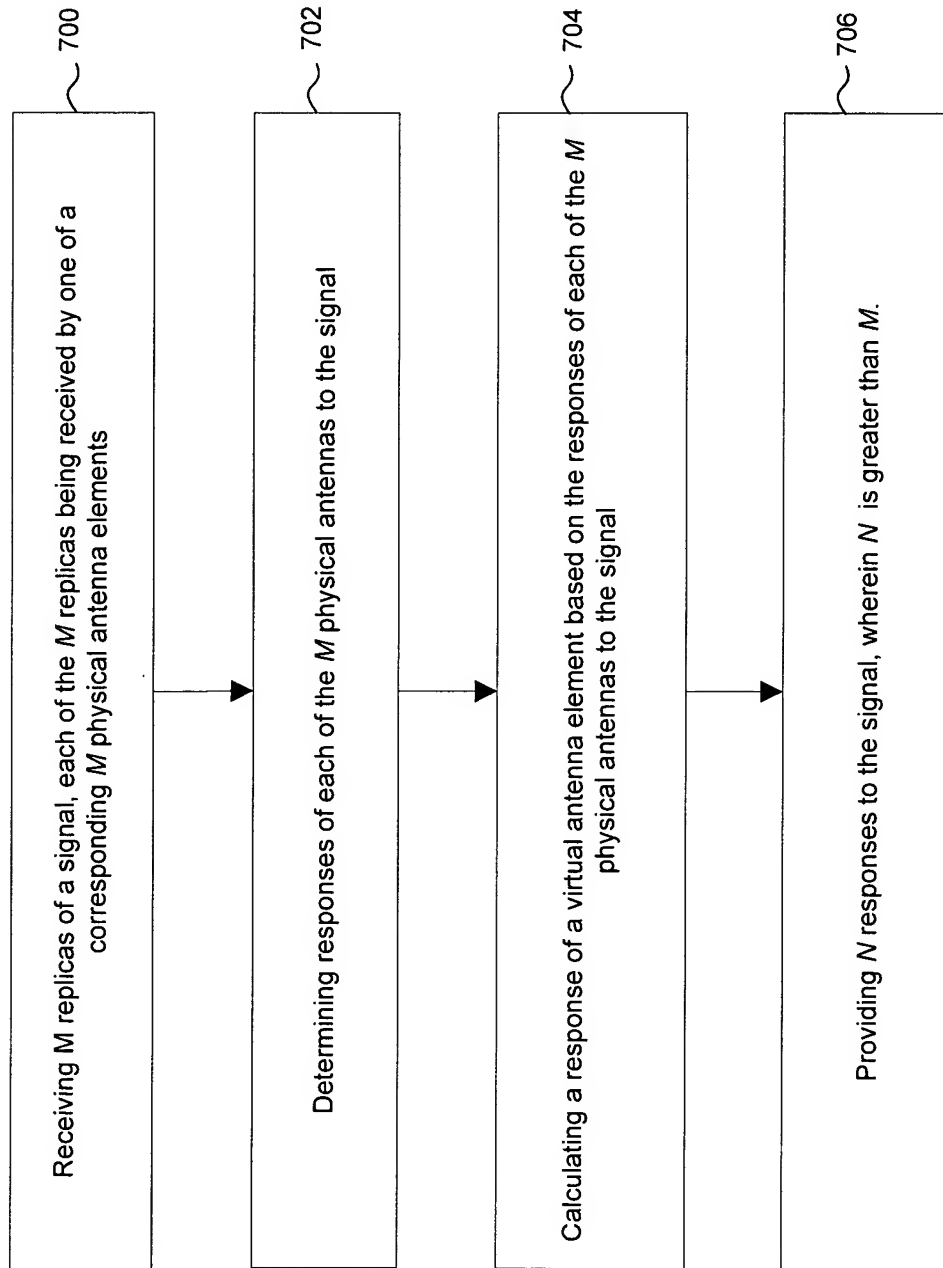 700
Receiving M replicas of a signal, each of the M replicas being received by one of a
corresponding M physical antenna elements
702
Determining responses of each of the M physical antennas to the signal
704
Calculating a response of a virtual antenna element based on the responses of each of the M
physical antennas to the signal
706
Providing N responses to the signal, wherein N is greater than M.